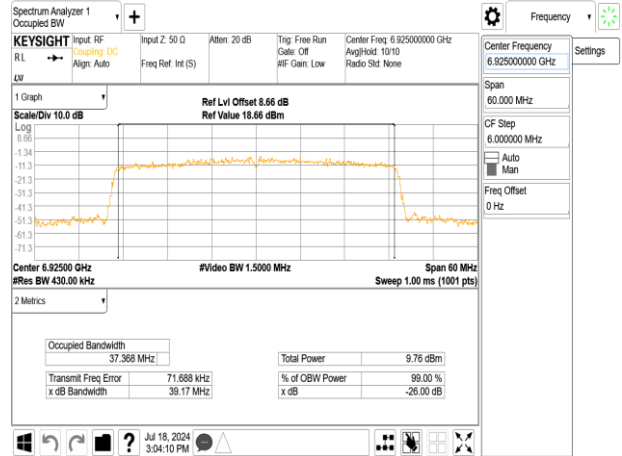 Spectrum Analyzer 1
Occupied BW
Frequency
KEYSIGHT
RL
Input: RF
Coupling: DC
Align: Auto
Input Z: 50 Ω
Freq Ref: Int (S)
Atten: 20 dB
Trig: Free Run
Gate: Off
#IF Gain: Low
Center Freq: 6.925000000 GHz
Avg|Hold: 10/10
Radio Std: None
Center Frequency
6.925000000 GHz
Settings
Span
60.000 MHz
CF Step
6.000000 MHz
Auto
Man
Freq Offset
0 Hz
1 Graph
Scale/Div 10.0 dB
Ref Lvl Offset 8.66 dB
Ref Value 18.66 dBm
Log
8.66
-1.34
-11.3
-21.3
-31.3
-41.3
-51.3
-61.3
-71.3
Center 6.92500 GHz
#Res BW 430.00 kHz
#Video BW 1.5000 MHz
Span 60 MHz
Sweep 1.00 ms (1001 pts)
2 Metrics
Occupied Bandwidth
37.368 MHz
Total Power 9.76 dBm
Transmit Freq Error 71.688 kHz
% of OBW Power 99.00 %
x dB Bandwidth 39.17 MHz
x dB -26.00 dB
Jul 18, 2024
3:04:10 PM